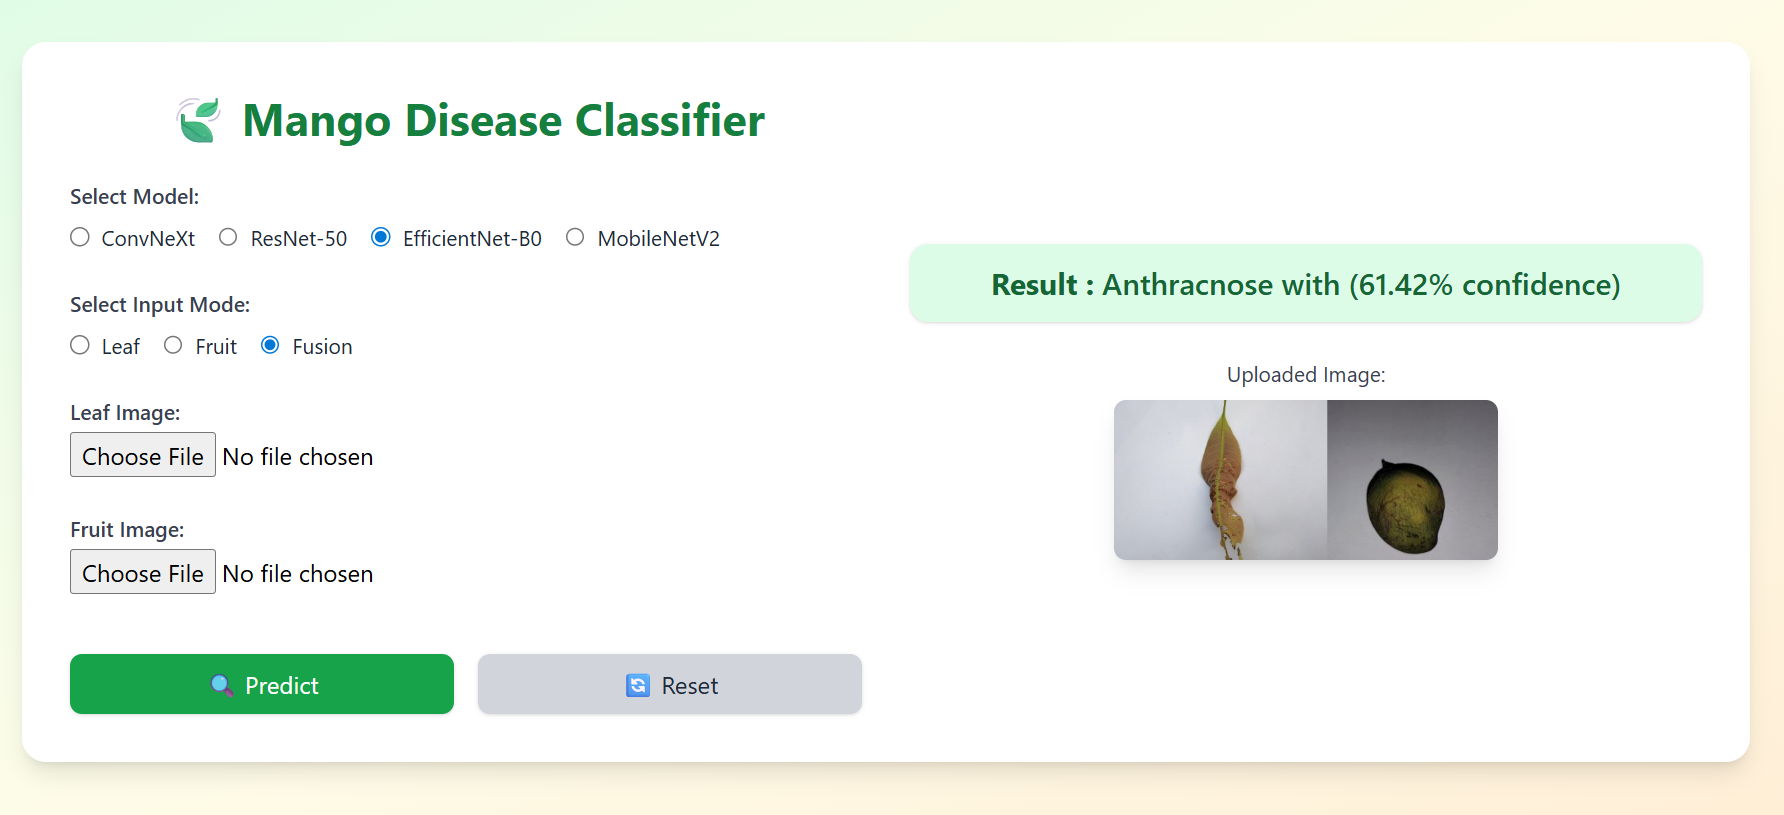 Mango Disease Classifier
Select Model:
ConvNeXt ResNet-50 EfficientNet-B0 MobileNetV2
Select Input Mode:
Leaf Fruit Fusion
Leaf Image:
Choose File No file chosen
Fruit Image:
Choose File No file chosen
Predict Reset
Result : Anthracnose with (61.42% confidence)
Uploaded Image: